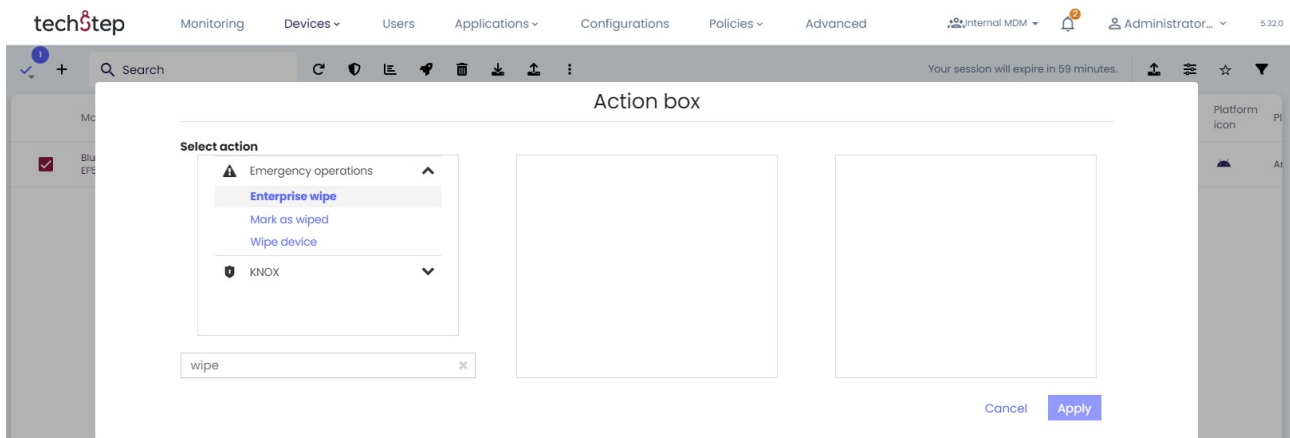 techstep
Monitoring Devices Users Applications Configurations Policies Advanced Internal MDM 2 Administrator... 5.32.0
1
Search
Your session will expire in 59 minutes.
Action box
Platform
icon
Select action
Emergency operations
Enterprise wipe
Mark as wiped
Wipe device
KNOX
wipe
Cancel Apply